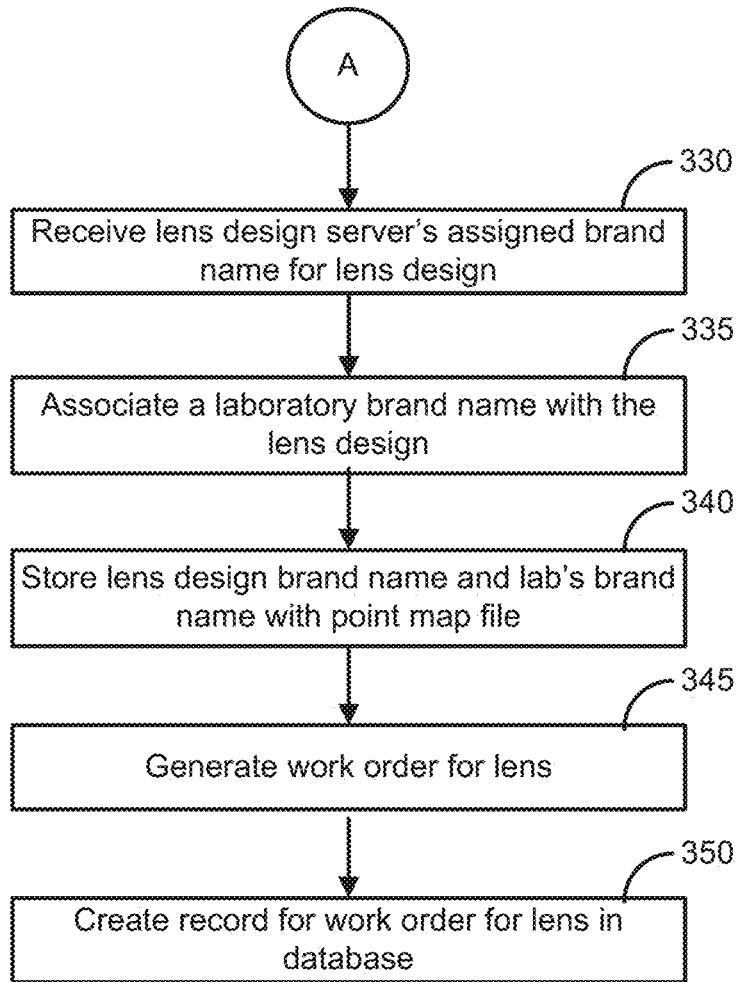 A
330
Receive lens design server's assigned brand
name for lens design
335
Associate a laboratory brand name with the
lens design
340
Store lens design brand name and lab's brand
name with point map file
345
Generate work order for lens
350
Create record for work order for lens in
database